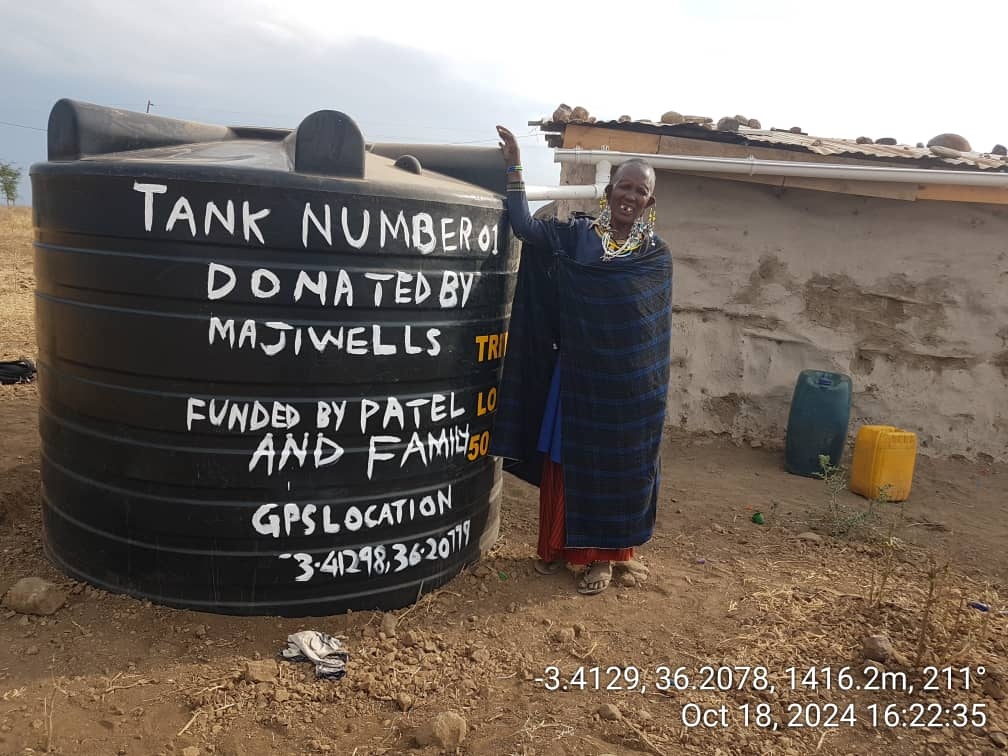 TANK NUMBER 01
DONATED BY
MAJIWELLS
FUNDED BY PATEL
AND FAMILY
GPS LOCATION
-3.41298,36.20779
LO
50
-3.4129, 36.2078, 1416.2m, 211°
Oct 18, 2024 16:22:35